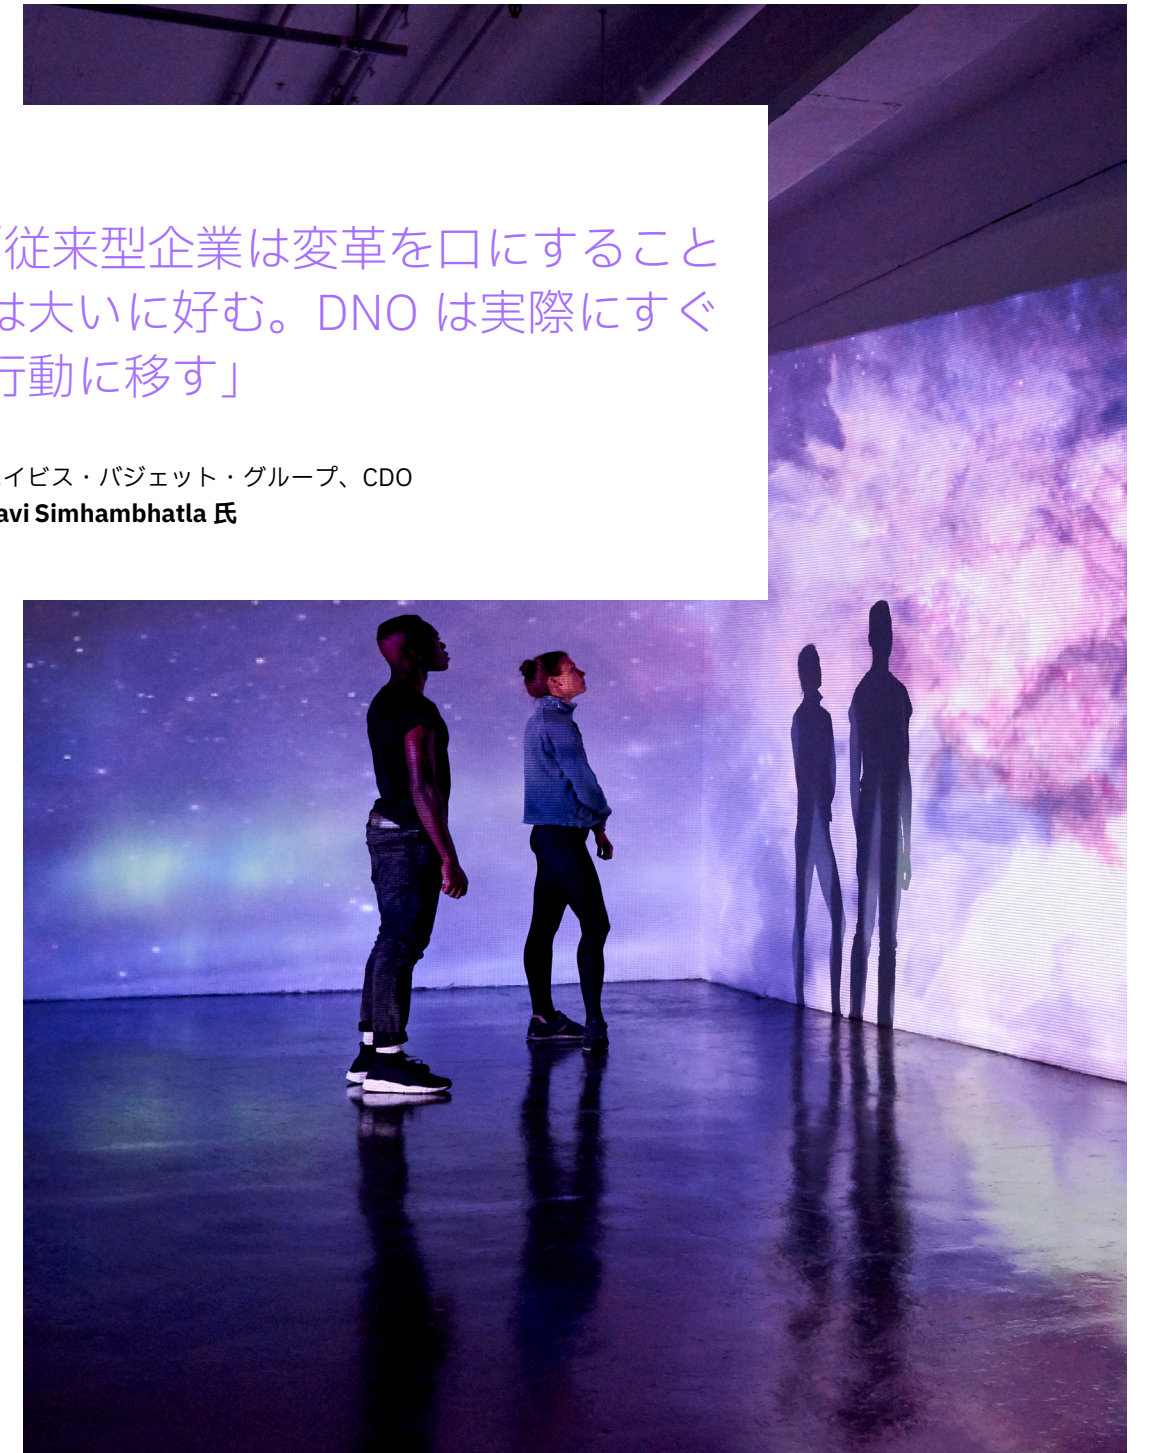 「従来型企業は変革を口にすること
は大いに好む。DNO は実際にすぐ
行動に移す」
エイビス・バジェット・グループ、CDO
avi Simhambhatla 氏